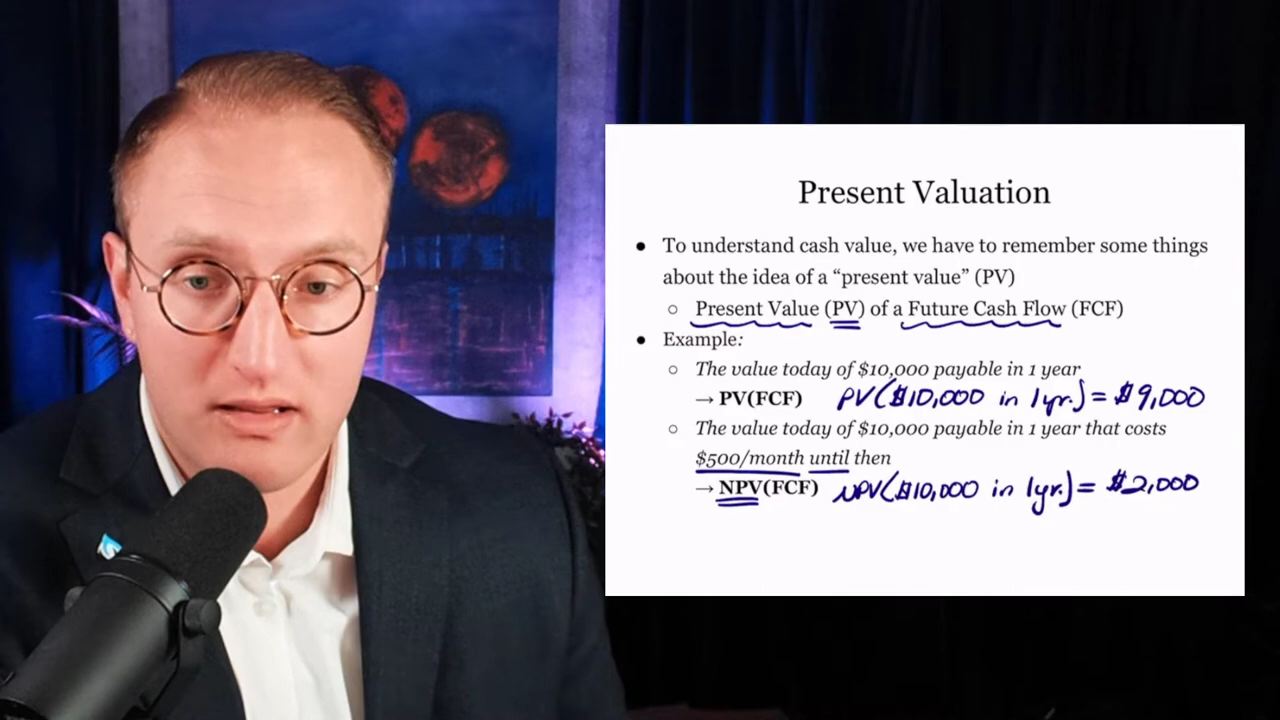 Present Valuation
● To understand cash value, we have to remember some things
about the idea of a “present value” (PV)
○ Present Value (PV) of a Future Cash Flow (FCF)
● Example:
○ The value today of $10,000 payable in 1 year
→ PV(FCF) PV($10,000 in 1yr.) = $9,000
○ The value today of $10,000 payable in 1 year that costs
$500/month until then
→ NPV(FCF) NPV($10,000 in 1yr.) = $2,000